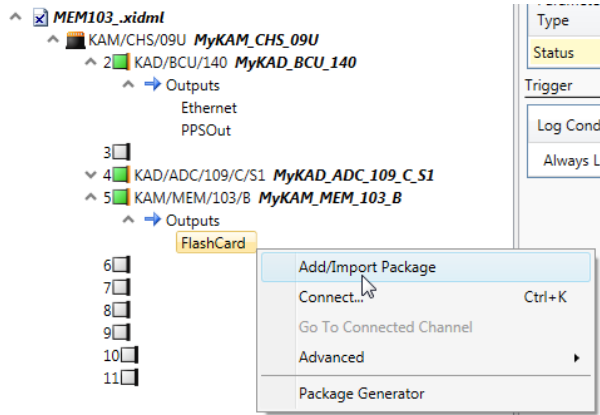 MEM103_.xidml
KAM/CHS/09U MyKAM_CHS_09U
2 KAD/BCU/140 MyKAD_BCU_140
Outputs
Ethernet
PPSOut
3
4 KAD/ADC/109/C/S1 MyKAD_ADC_109_C_S1
5 KAM/MEM/103/B MyKAM_MEM_103_B
Outputs
FlashCard
6
7
8
9
10
11
Add/Import Package
Connect... Ctrl+K
Go To Connected Channel
Advanced
Package Generator
Type
Status
Trigger
Log Cond
Always L